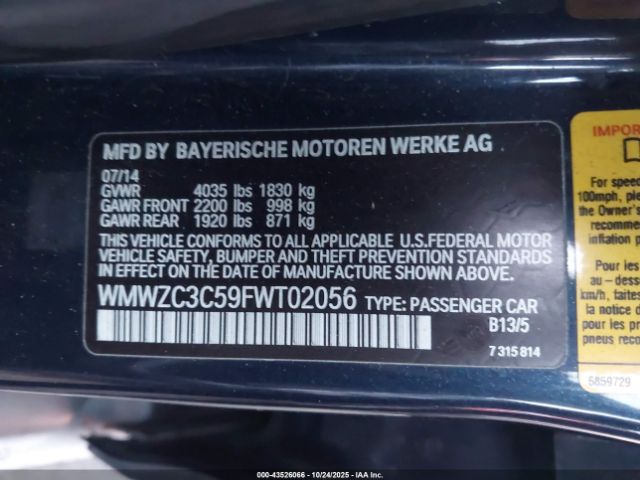 MFD BY BAYERISCHE MOTOREN WERKE AG
07/14
GVWR 4035 lbs 1830 kg
GAWR FRONT 2200 lbs 998 kg
GAWR REAR 1920 lbs 871 kg
THIS VEHICLE CONFORMS TO ALL APPLICABLE U.S.FEDERAL MOTOR
VEHICLE SAFETY, BUMPER AND THEFT PREVENTION STANDARDS
IN EFFECT ON THE DATE OF MANUFACTURE SHOWN ABOVE.
WMWZC3C59FWT02056 TYPE: PASSENGER CAR
B13/5
7 315 814
IMPOR
For speed
100mph, ple
the Owner's
recommen
inflation p
Pour les
au-des
km/h, faites
la notice
pour les pr
pneus reco
6859729
000-43526066 - 10/24/2025 - IAAI.com